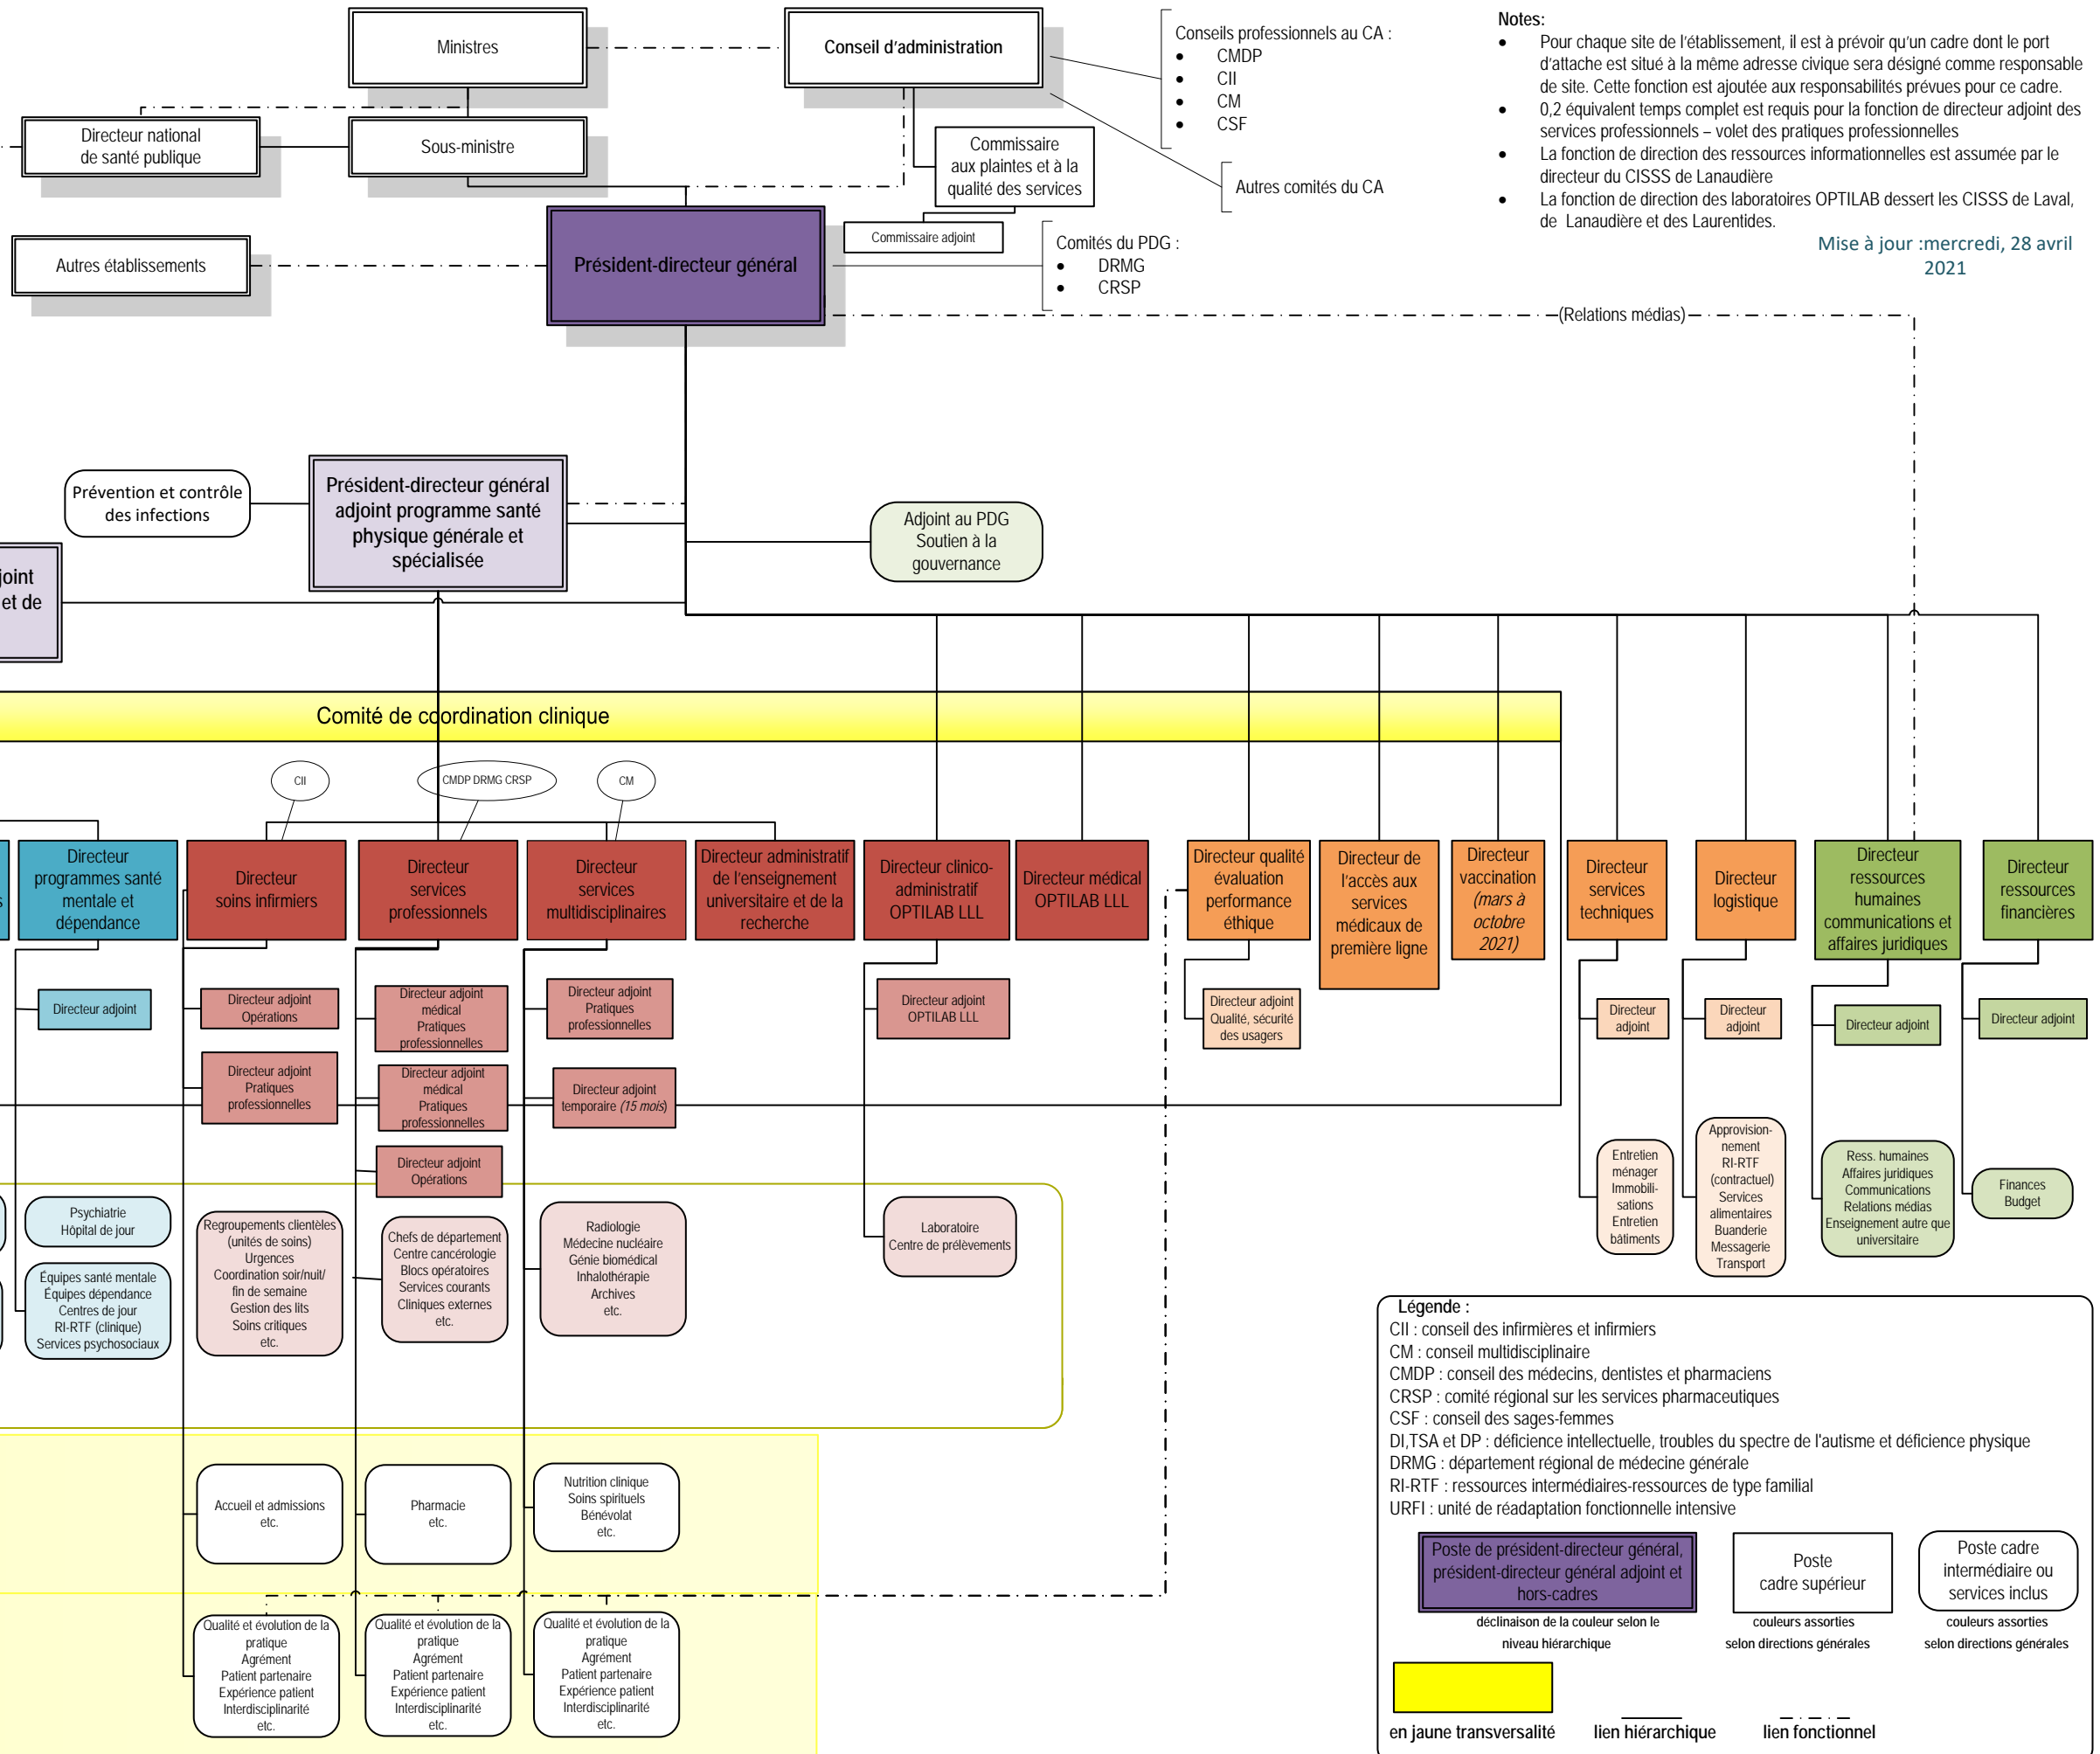 Ministres
Conseil d'administration
Conseils professionnels au CA :
• CMDP
• CII
• CM
• CSF
Notes:
• Pour chaque site de l'établissement, il est à prévoir qu'un cadre dont le port
d'attache est situé à la même adresse civique sera désigné comme responsable
de site. Cette fonction est ajoutée aux responsabilités prévues pour ce cadre.
• 0,2 équivalent temps complet est requis pour la fonction de directeur adjoint des
services professionnels – volet des pratiques professionnelles
• La fonction de direction des ressources informationnelles est assumée par le
directeur du CISSS de Lanaudière
• La fonction de direction des laboratoires OPTILAB dessert les CISSS de Laval,
de Lanaudière et des Laurentides.
Mise à jour :mercredi, 28 avril
2021
Directeur national
de santé publique
Sous-ministre
Commissaire
aux plaintes et à la
qualité des services
Autres comités du CA
Commissaire adjoint
Autres établissements
Président-directeur général
Comités du PDG :
• DRMG
• CRSP
(Relations médias)
Prévention et contrôle
des infections
Président-directeur général
adjoint programme santé
physique générale et
spécialisée
Adjoint au PDG
Soutien à la
gouvernance
joint
et de
Comité de coordination clinique
CII
CMDP DRMG CRSP
CM
s
Directeur
programmes santé
mentale et
dépendance
Directeur
soins infirmiers
Directeur
services
professionnels
Directeur
services
multidisciplinaires
Directeur administratif
de l'enseignement
universitaire et de la
recherche
Directeur clinico-
administratif
OPTILAB LLL
Directeur médical
OPTILAB LLL
Directeur qualité
évaluation
performance
éthique
Directeur de
l'accès aux
services
médicaux de
première ligne
Directeur
vaccination
(mars à
octobre
2021)
Directeur
services
techniques
Directeur
logistique
Directeur
ressources
humaines
communications et
affaires juridiques
Directeur
ressources
financières
Directeur adjoint
Directeur adjoint
Opérations
Directeur adjoint
médical
Pratiques
professionnelles
Directeur adjoint
Pratiques
professionnelles
Directeur adjoint
OPTILAB LLL
Directeur adjoint
Qualité, sécurité
des usagers
Directeur
adjoint
Directeur
adjoint
Directeur adjoint
Directeur adjoint
Directeur adjoint
Pratiques
professionnelles
Directeur adjoint
médical
Pratiques
professionnelles
Directeur adjoint
temporaire (15 mois)
Directeur adjoint
Opérations
Entretien
ménager
Immobili-
sations
Entretien
bâtiments
Approvision-
nement
RI-RTF
(contractuel)
Services
alimentaires
Buanderie
Messagerie
Transport
Ress. humaines
Affaires juridiques
Communications
Relations médias
Enseignement autre que
universitaire
Finances
Budget
Psychiatrie
Hôpital de jour
Équipes santé mentale
Équipes dépendance
Centres de jour
RI-RTF (clinique)
Services psychosociaux
Regroupements clientèles
(unités de soins)
Urgences
Coordination soir/nuit/
fin de semaine
Gestion des lits
Soins critiques
etc.
Chefs de département
Centre cancérologie
Blocs opératoires
Services courants
Cliniques externes
etc.
Radiologie
Médecine nucléaire
Génie biomédical
Inhalothérapie
Archives
etc.
Laboratoire
Centre de prélèvements
Accueil et admissions
etc.
Pharmacie
etc.
Nutrition clinique
Soins spirituels
Bénévolat
etc.
Qualité et évolution de la
pratique
Agrément
Patient partenaire
Expérience patient
Interdisciplinarité
etc.
Qualité et évolution de la
pratique
Agrément
Patient partenaire
Expérience patient
Interdisciplinarité
etc.
Qualité et évolution de la
pratique
Agrément
Patient partenaire
Expérience patient
Interdisciplinarité
etc.
Légende :
CII : conseil des infirmières et infirmiers
CM : conseil multidisciplinaire
CMDP : conseil des médecins, dentistes et pharmaciens
CRSP : comité régional sur les services pharmaceutiques
CSF : conseil des sages-femmes
DI,TSA et DP : déficience intellectuelle, troubles du spectre de l'autisme et déficience physique
DRMG : département régional de médecine générale
RI-RTF : ressources intermédiaires-ressources de type familial
URFI : unité de réadaptation fonctionnelle intensive
Poste de président-directeur général,
président-directeur général adjoint et
hors-cadres
déclinaison de la couleur selon le
niveau hiérarchique
Poste
cadre supérieur
couleurs assorties
selon directions générales
Poste cadre
intermédiaire ou
services inclus
couleurs assorties
selon directions générales
en jaune transversalité
lien hiérarchique
lien fonctionnel